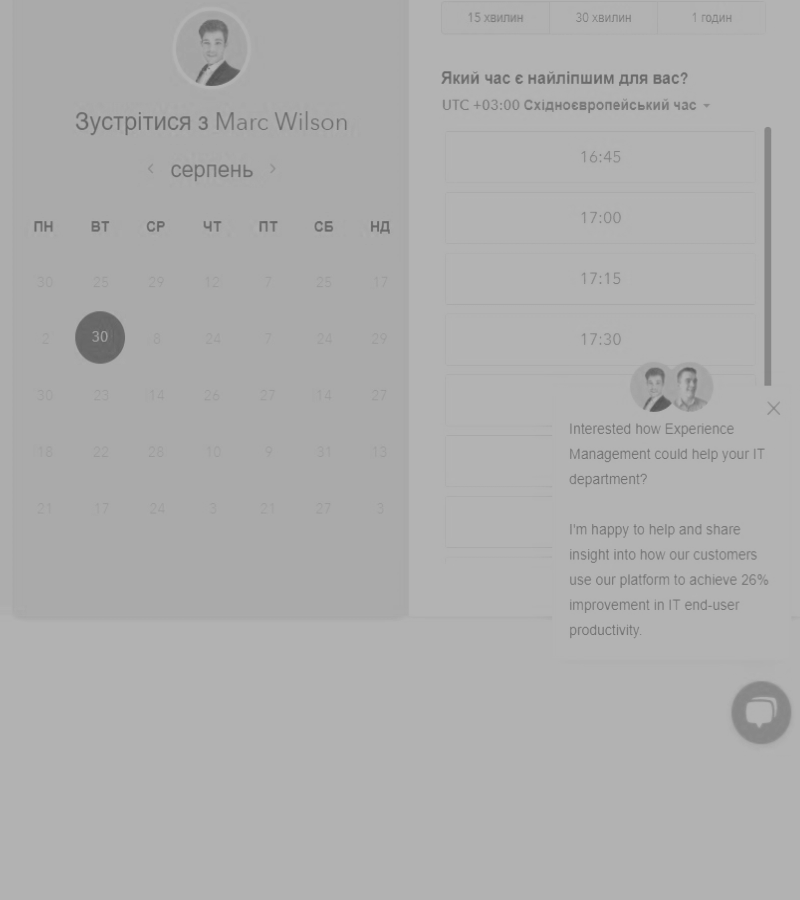 15 хвилин 30 хвилин 1 годин
Який час є найліпшим для вас?
UTC +03:00 Східноєвропейський час
Зустрітися з Marc Wilson
серпень
ПН ВТ СР ЧТ ПТ СБ НД
30 25 29 12 7 25 17
2 30 8 24 7 24 29
30 23 14 26 27 14 27
18 22 28 10 9 31 13
21 17 24 3 21 27 3
16:45
17:00
17:15
17:30
Interested how Experience
Management could help your IT
department?
I'm happy to help and share
insight into how our customers
use our platform to achieve 26%
improvement in IT end-user
productivity.